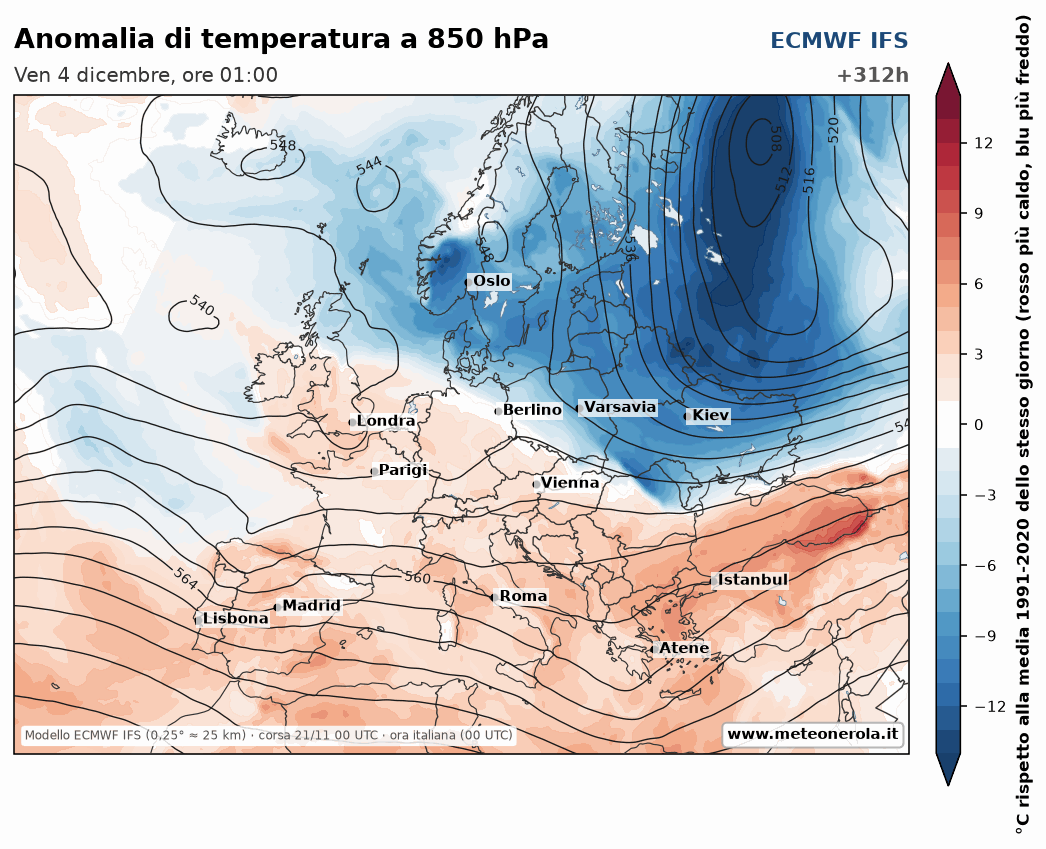 Anomalia di temperatura a 850 hPa
ECMWF IFS
Ven 4 dicembre, ore 01:00
+312h
548
544
508
512
516
520
548
536
540
Oslo
Berlino
Varsavia
Kiev
Londra
Parigi
Vienna
564
560
Istanbul
Roma
Madrid
Lisbona
Atene
Modello ECMWF IFS (0,25° ≈ 25 km) · corsa 21/11 00 UTC · ora italiana (00 UTC)
www.meteonerola.it
12
9
6
3
0
−3
−6
−9
−12
°C rispetto alla media 1991-2020 dello stesso giorno (rosso più caldo, blu più freddo)